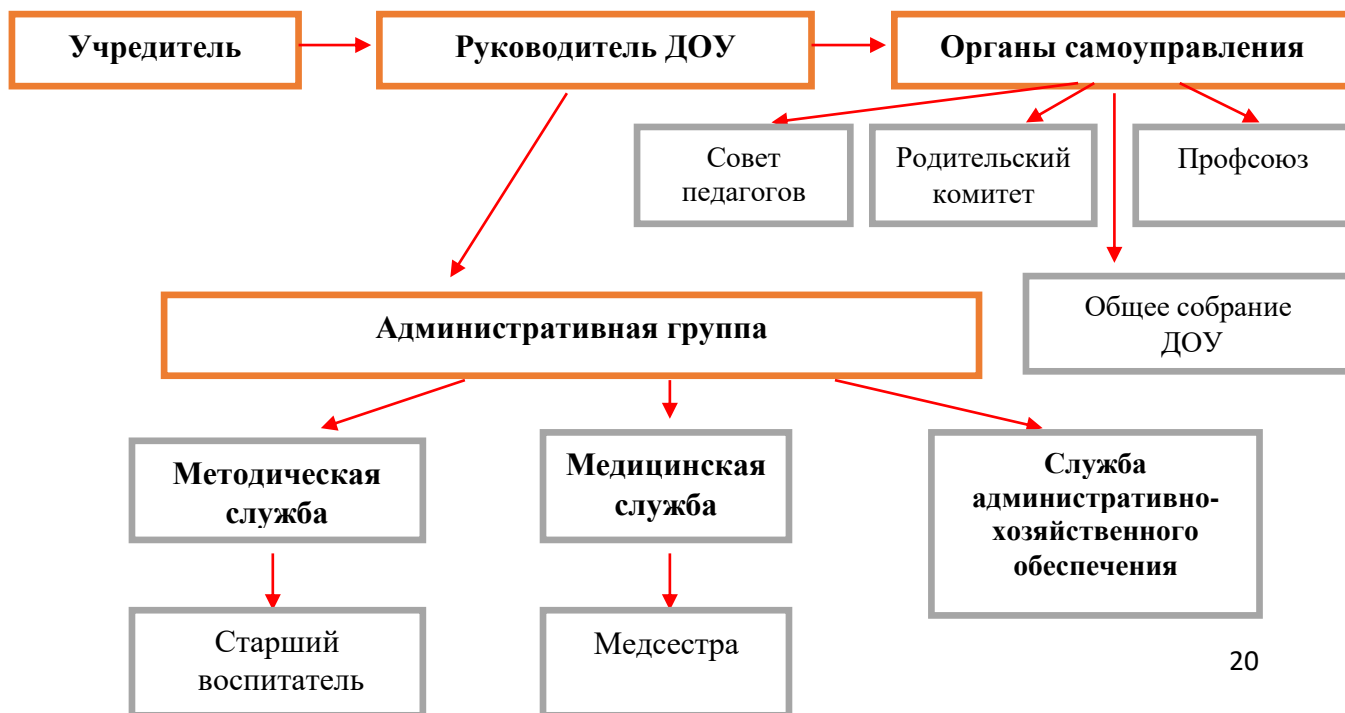 Учредитель
Руководитель ДОУ
Органы самоуправления
Совет
педагогов
Родительский
комитет
Профсоюз
Общее собрание
ДОУ
Административная группа
Методическая
служба
Медицинская
служба
Служба
административно-
хозяйственного
обеспечения
Старший
воспитатель
Медсестра
20